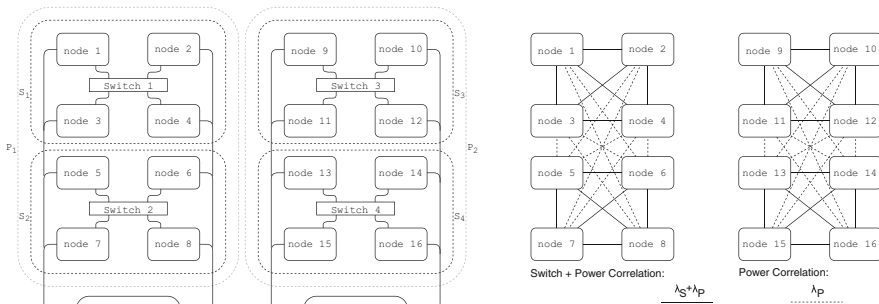 node 1 node 2 node 9 node 10
Switch 1 Switch 3
S1 S3
node 3 node 4 node 11 node 12
P1 P2
node 5 node 6 node 13 node 14
Switch 2 Switch 4
S2 S4
node 7 node 8 node 15 node 16
node 1 node 2 node 9 node 10
node 3 node 4 node 11 node 12
node 5 node 6 node 13 node 14
node 7 node 8 node 15 node 16
Switch + Power Correlation: Power Correlation:
λS+λP λP